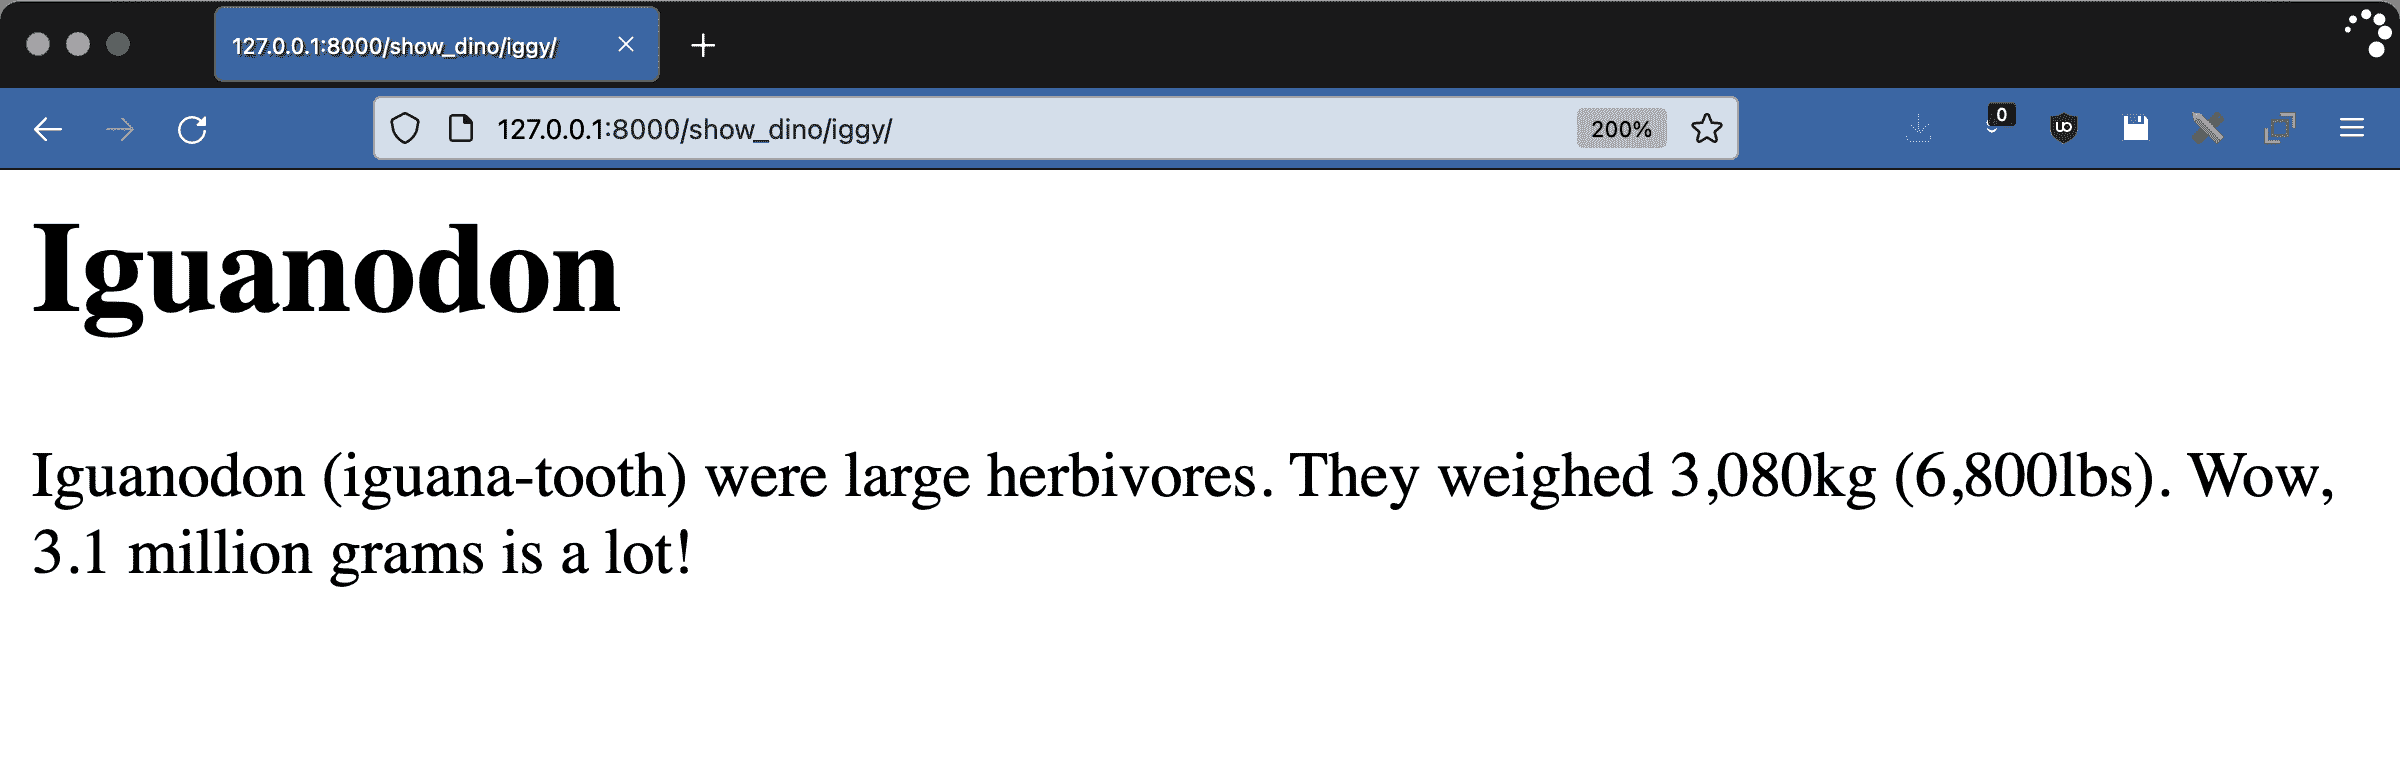 127.0.0.1:8000/show_dino/iggy/
127.0.0.1:8000/show_dino/iggy/
200%
0
UO
Iguanodon
Iguanodon (iguana-tooth) were large herbivores. They weighed 3,080kg (6,800lbs). Wow,
3.1 million grams is a lot!